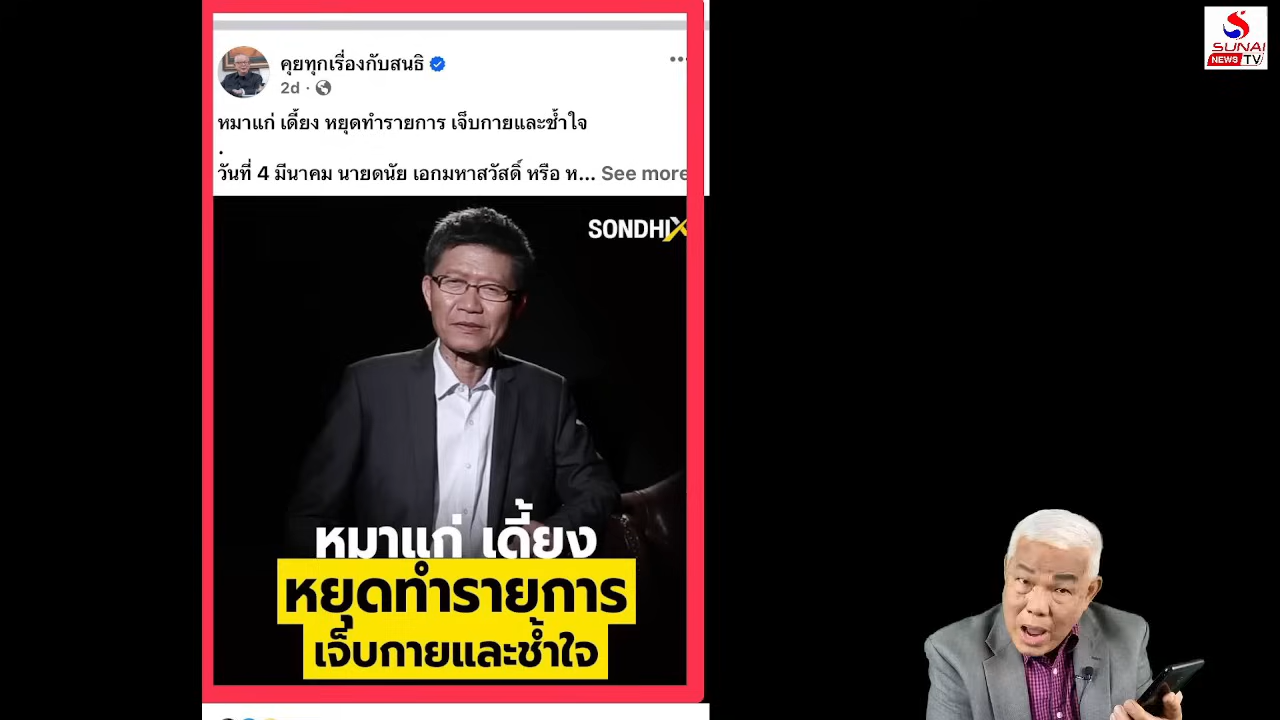 SUNAI
NEWS TV
คุยทุกเรื่องกับสนธิ
2d ·
หมาแก่ เดี้ยง หยุดทำรายการ เจ็บกายและช้ำใจ
.
วันที่ 4 มีนาคม นายดนัย เอกมหาสวัสดิ์ หรือ ห... See more
SONDHIX
หมาแก่ เดี้ยง
หยุดทำรายการ
เจ็บกายและช้ำใจ